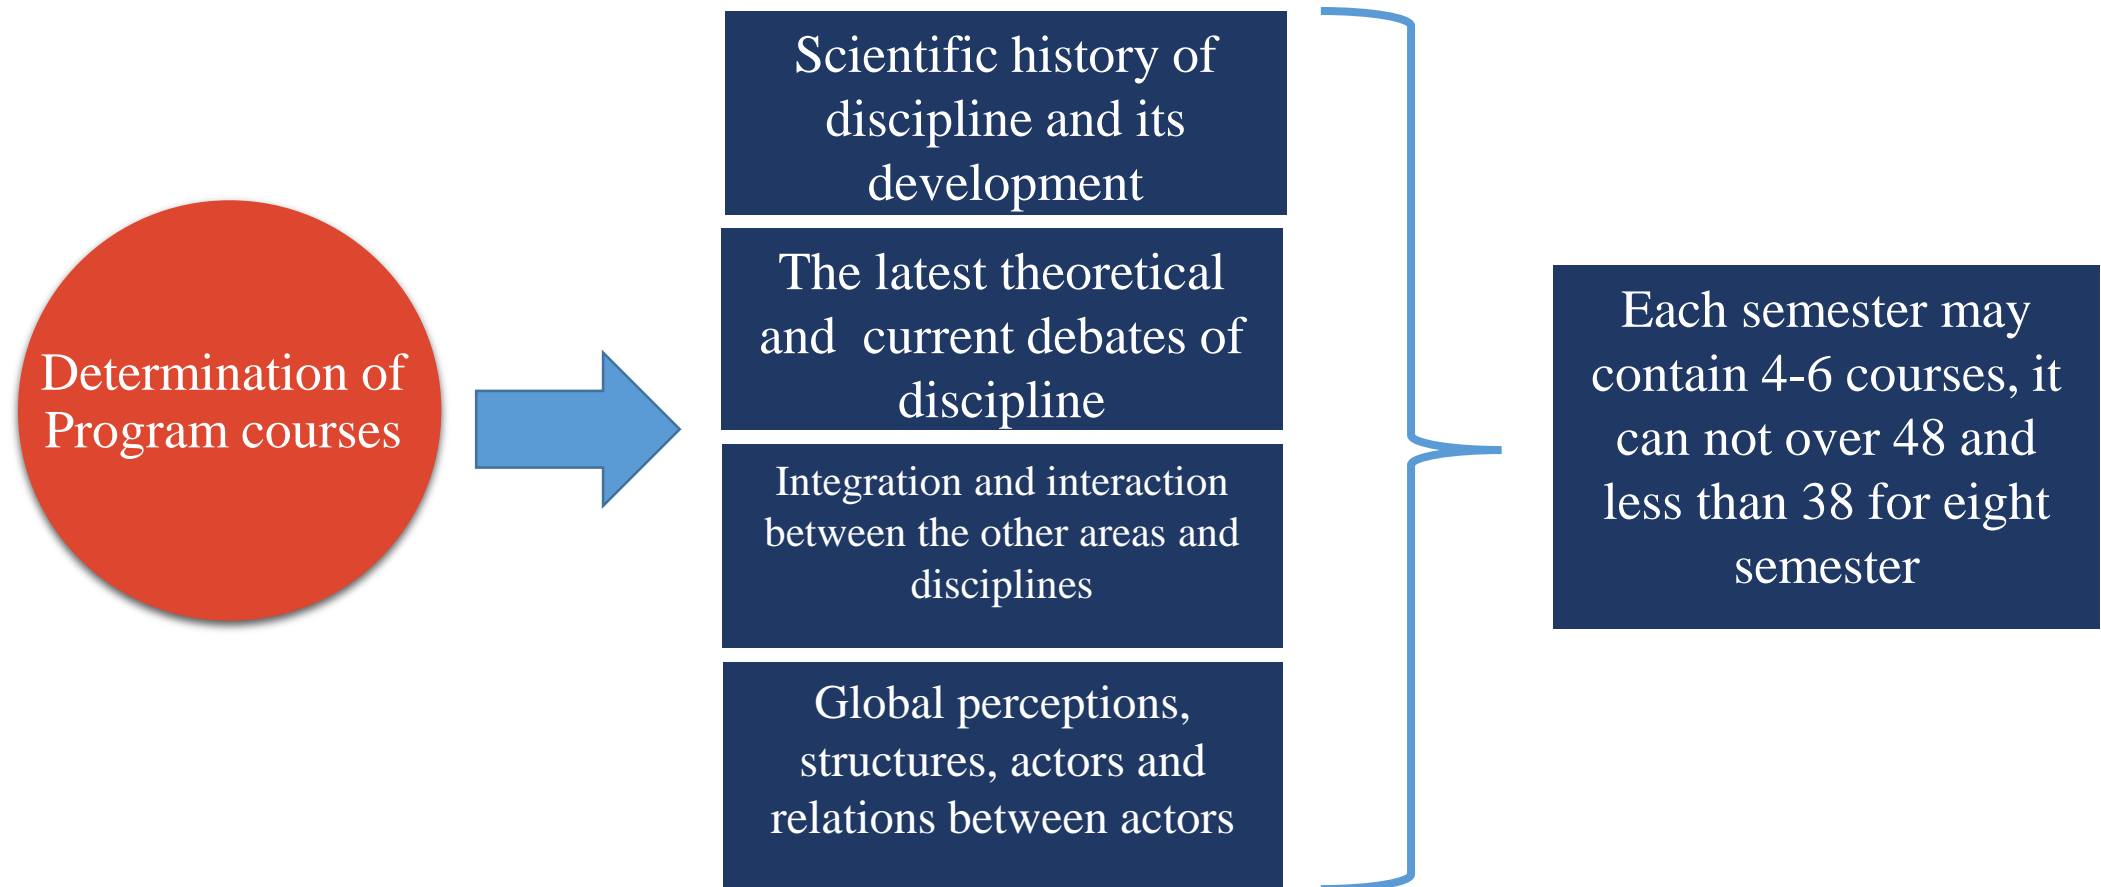 Determination of
Program courses
Scientific history of
discipline and its
development
The latest theoretical
and  current debates of
discipline
Integration and interaction
between the other areas and
disciplines
Global perceptions,
structures, actors and
relations between actors
Each semester may
contain 4-6 courses, it
can not over 48 and
less than 38 for eight
semester